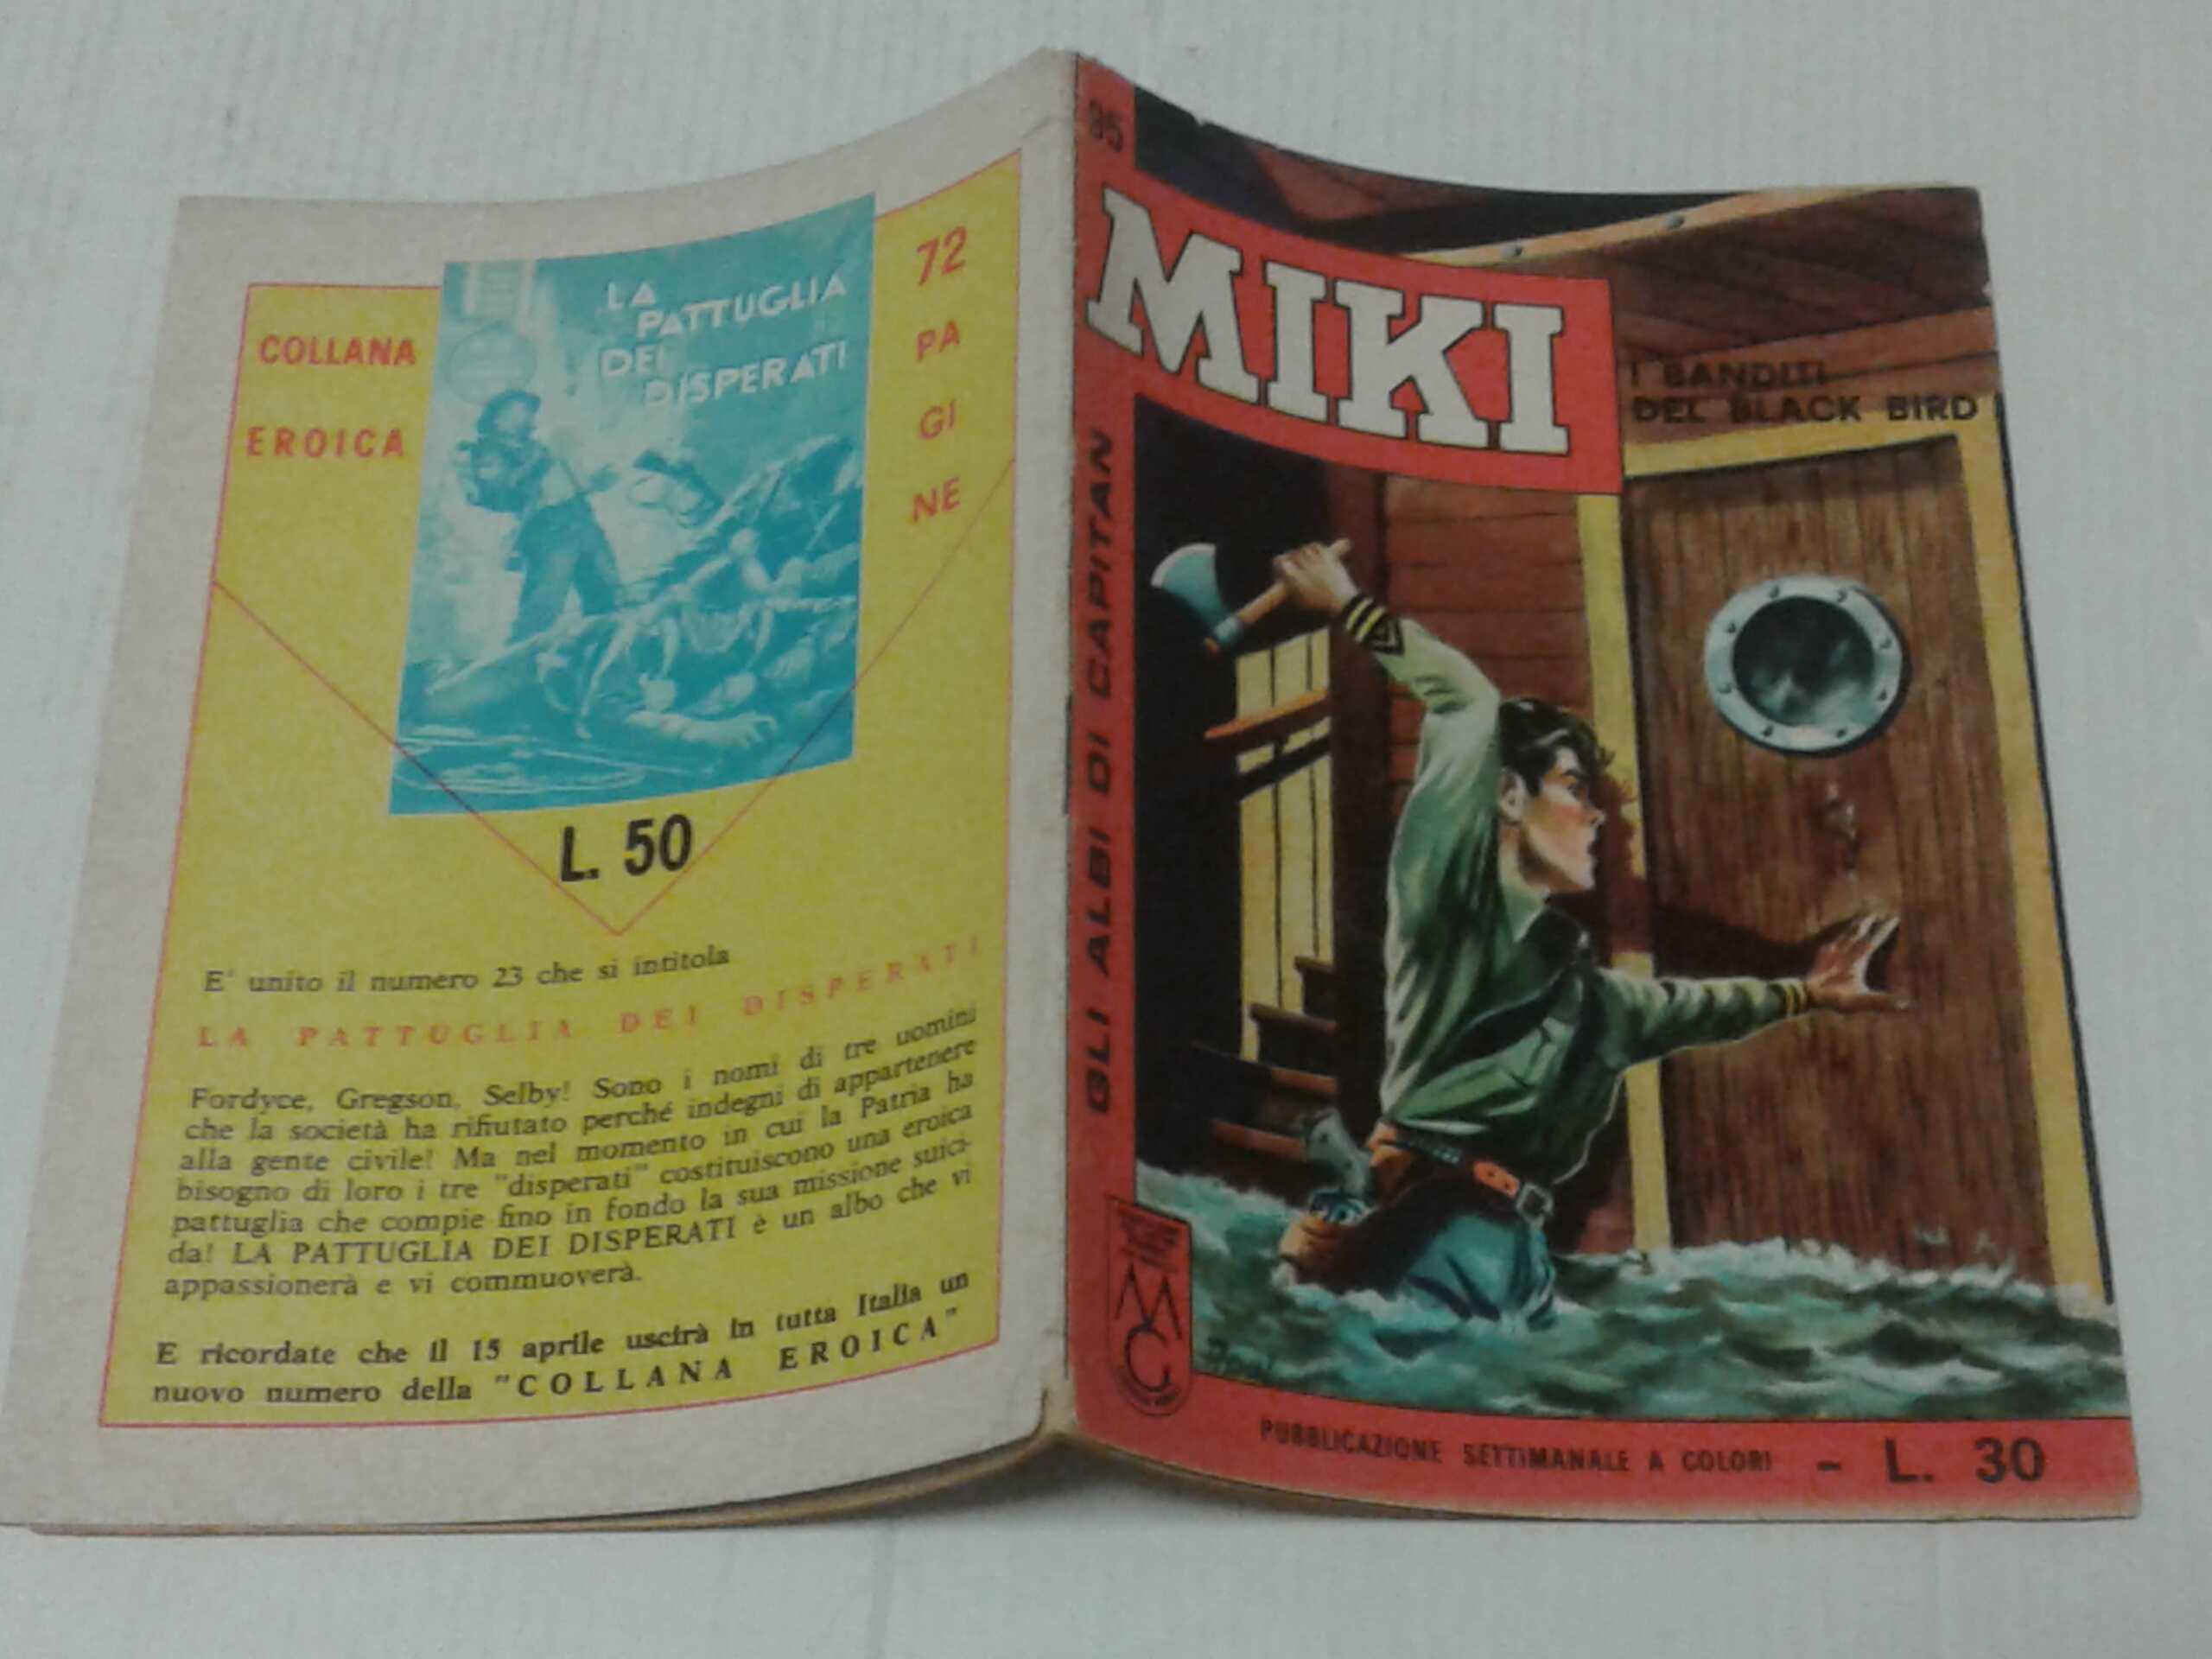 COLLANA
EROICA
LA
PATTUGLIA
DEI
DISPERATI
72
PA
GI
NE
L. 50
E' unito il numero 23 che si intitola
LA PATTUGLIA DEI DISPERATI
Fordyce, Gregson, Selby! Sono i nomi di tre uomini
che la società ha rifiutato perché indegni di appartenere
alla gente civile! Ma nel momento in cui la Patria ha
bisogno di loro i tre "disperati" costituiscono una eroica
pattuglia che compie fino in fondo la sua missione suici-
da! LA PATTUGLIA DEI DISPERATI è un albo che vi
appassionerà e vi commuoverà.
E ricordate che il 15 aprile uscirà in tutta Italia un
nuovo numero della "COLLANA EROICA"
95
GLI ALBI DI CAPITAN
MIKI
I BANDITI
DEL BLACK BIRD
MC
PUBBLICAZIONE SETTIMANALE A COLORI - L. 30